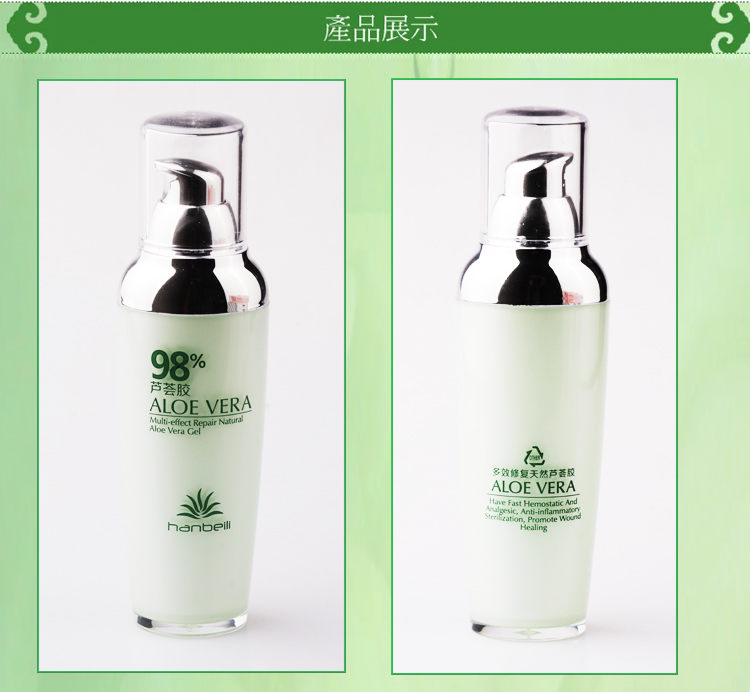 產品展示
98%
芦荟胶
ALOE VERA
Multi-effect Repair Natural
Aloe Vera Gel
hanbeili
OTHER
多效修复天然芦荟胶
ALOE VERA
Have Fast Hemostatic And
Analgesic, Anti-inflammatory
Sterilization, Promote Wound
Healing